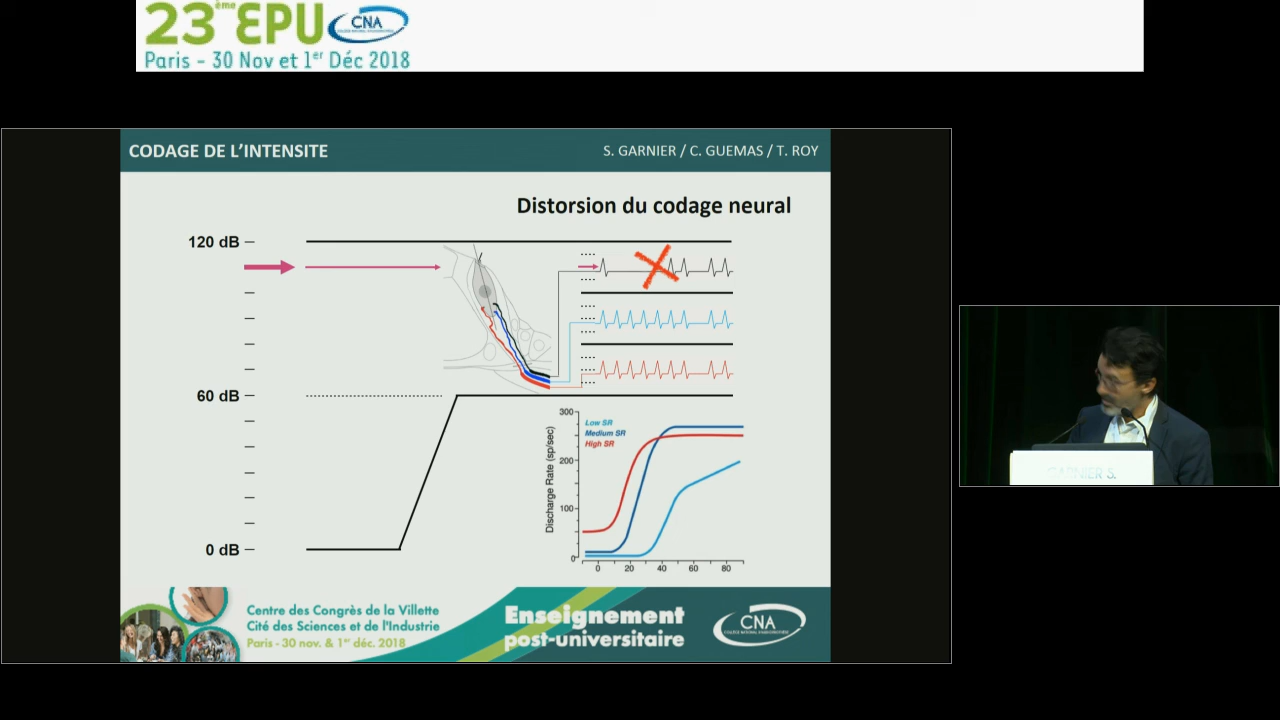 23ème EPU CNA
Paris - 30 Nov et 1er Déc 2018
CODAGE DE L'INTENSITE
S. GARNIER / C. GUEMAS / T. ROY
Distorsion du codage neural
120 dB
60 dB
0 dB
300
200
100
0
Discharge Rate (sp/sec)
Low SR
Medium SR
High SR
0 20 40 60 80
GARNIER S.
Centre des Congrès de la Villette
Cité des Sciences et de l'Industrie
Paris - 30 nov. & 1er déc. 2018
Enseignement
post-universitaire
CNA